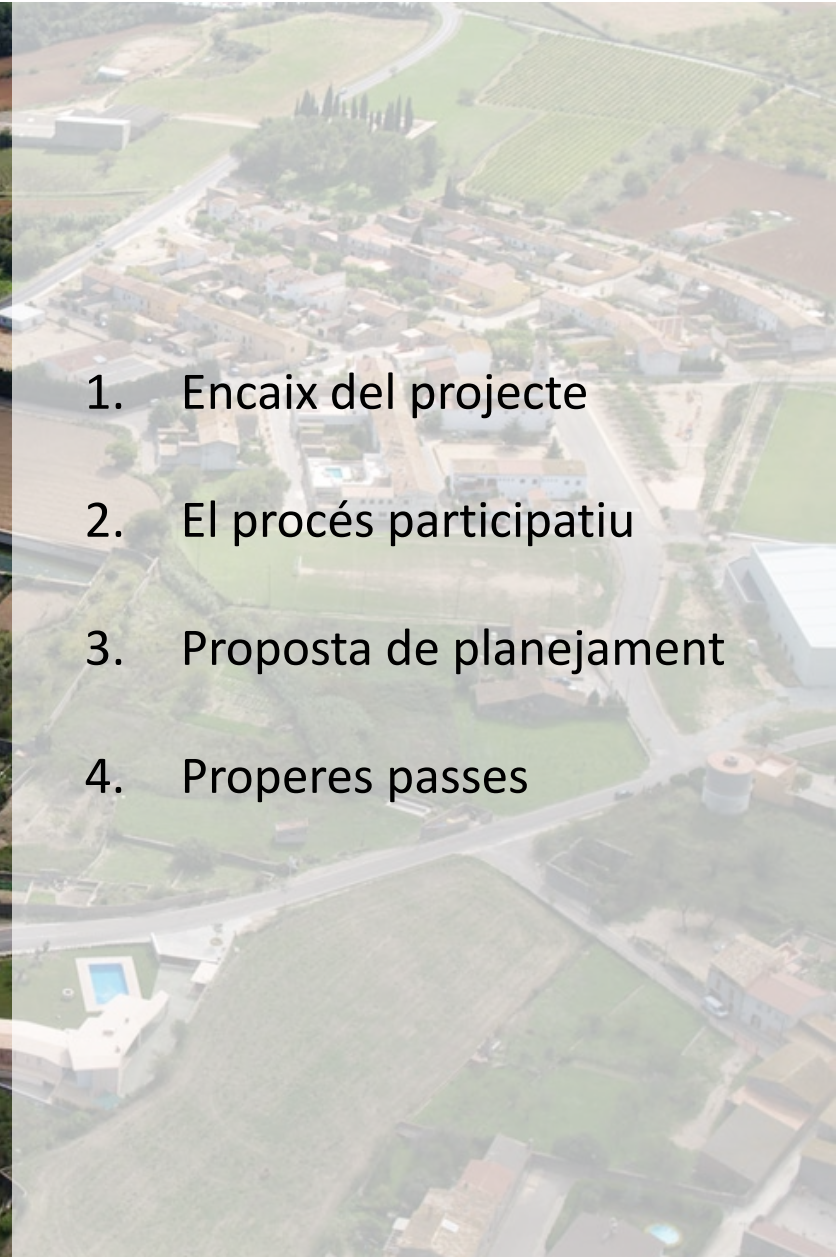 1. Encaix del projecte
2. El procés participatiu
3. Proposta de planejament
4. Properes passes